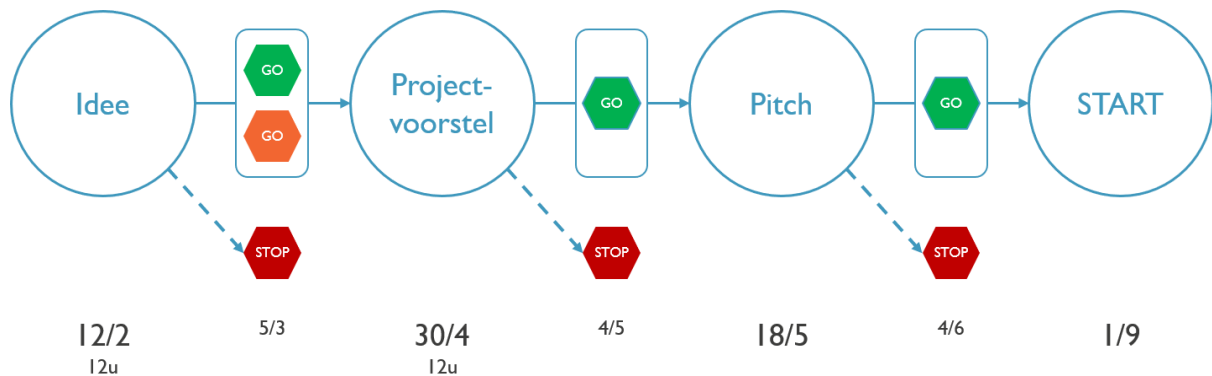 Idee
GO
GO
Project-
voorstel
GO
Pitch
GO
START
STOP
STOP
STOP
12/2
12u
5/3
30/4
12u
4/5
18/5
4/6
1/9